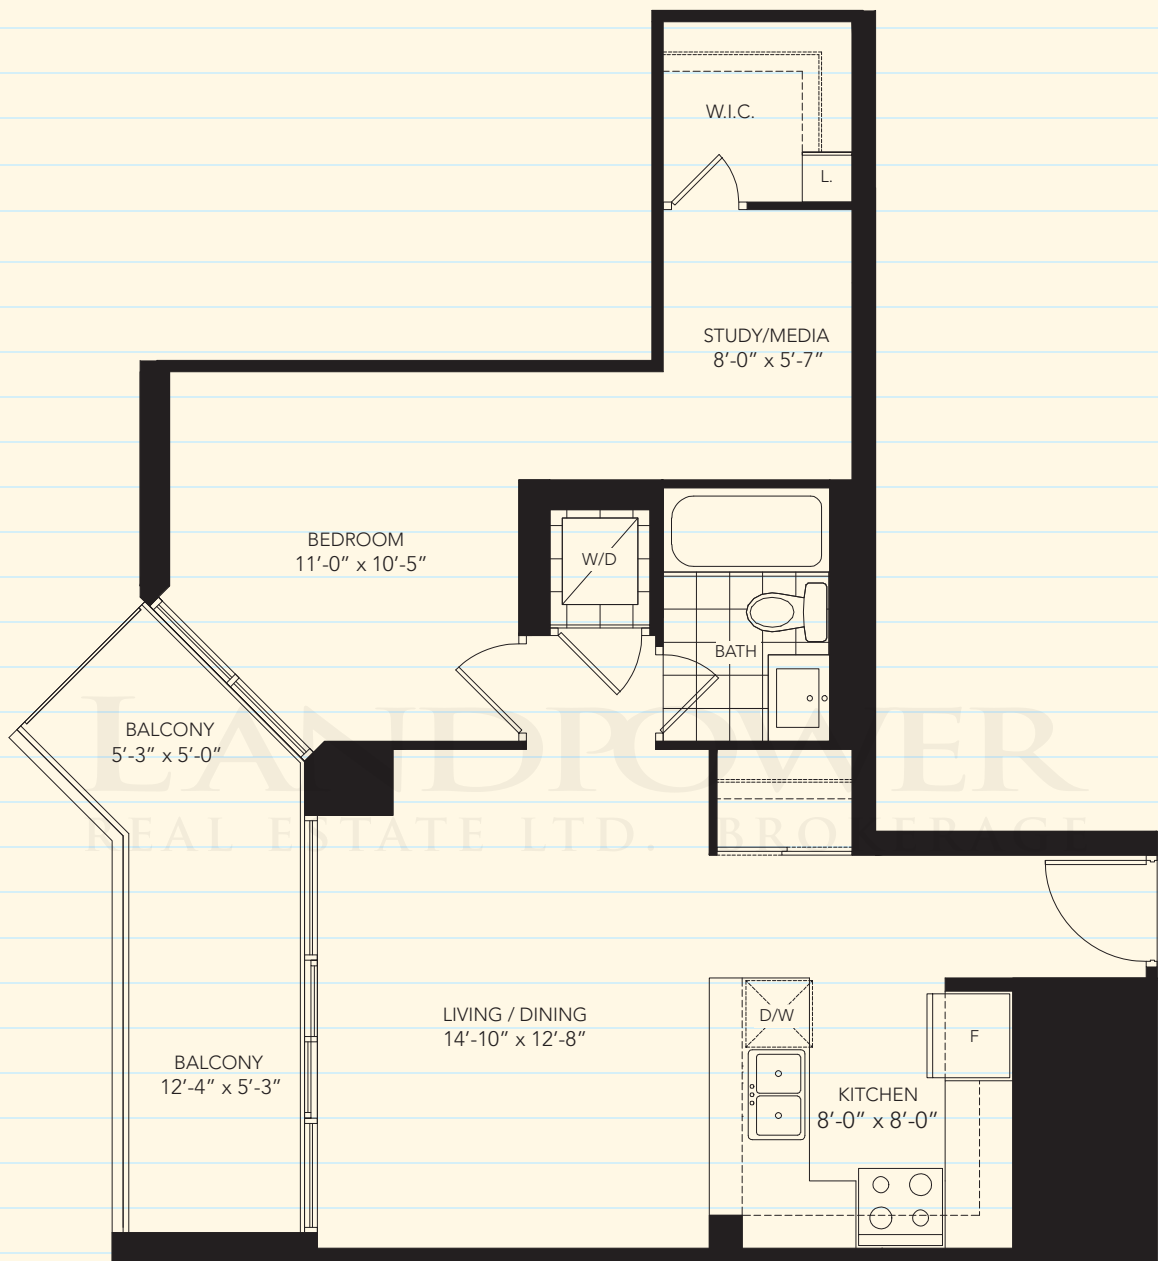 W.I.C.
L.
STUDY/MEDIA
8'-0" x 5'-7"
BEDROOM
11'-0" x 10'-5"
W/D
BATH
BALCONY
5'-3" x 5'-0"
LANDPOWER
REAL ESTATE LTD. BROKERAGE
LIVING / DINING
14'-10" x 12'-8"
D/W
F
BALCONY
12'-4" x 5'-3"
KITCHEN
8'-0" x 8'-0"